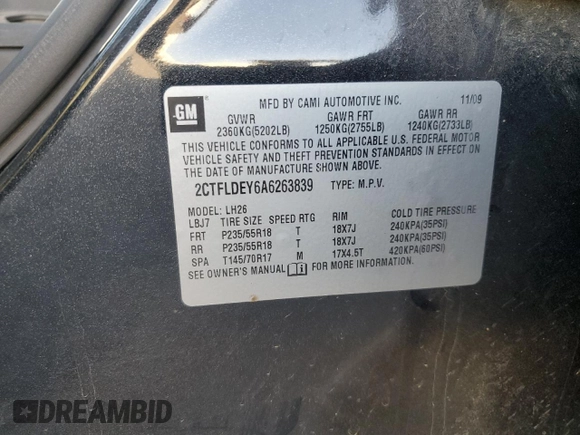 GM
MFD BY CAMI AUTOMOTIVE INC. 11/09
GVWR GAWR FRT GAWR RR
2360KG(5202LB) 1250KG(2755LB) 1240KG(2733LB)
THIS VEHICLE CONFORMS TO ALL APPLICABLE U.S. FEDERAL MOTOR
VEHICLE SAFETY AND THEFT PREVENTION STANDARDS IN EFFECT ON
THE DATE OF MANUFACTURE SHOWN ABOVE.
2CTFLDEY6A6263839 TYPE: M.P.V.
MODEL: LH26
LBJ7 TIRE SIZE SPEED RTG RIM COLD TIRE PRESSURE
FRT P235/55R18 T 18X7J 240KPA(35PSI)
RR P235/55R18 T 18X7J 240KPA(35PSI)
SPA T145/70R17 M 17X4.5T 420KPA(60PSI)
SEE OWNER'S MANUAL FOR MORE INFORMATION.
DREAMBID